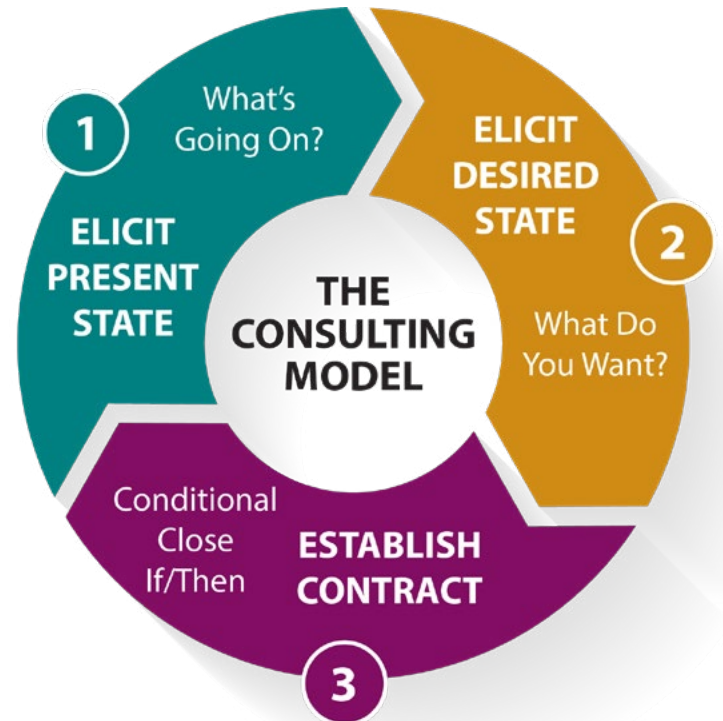 THE
CONSULTING
MODEL
1
What's
Going On?
ELICIT
PRESENT
STATE
2
ELICIT
DESIRED
STATE
What Do
You Want?
3
Conditional
Close
If/Then
ESTABLISH
CONTRACT